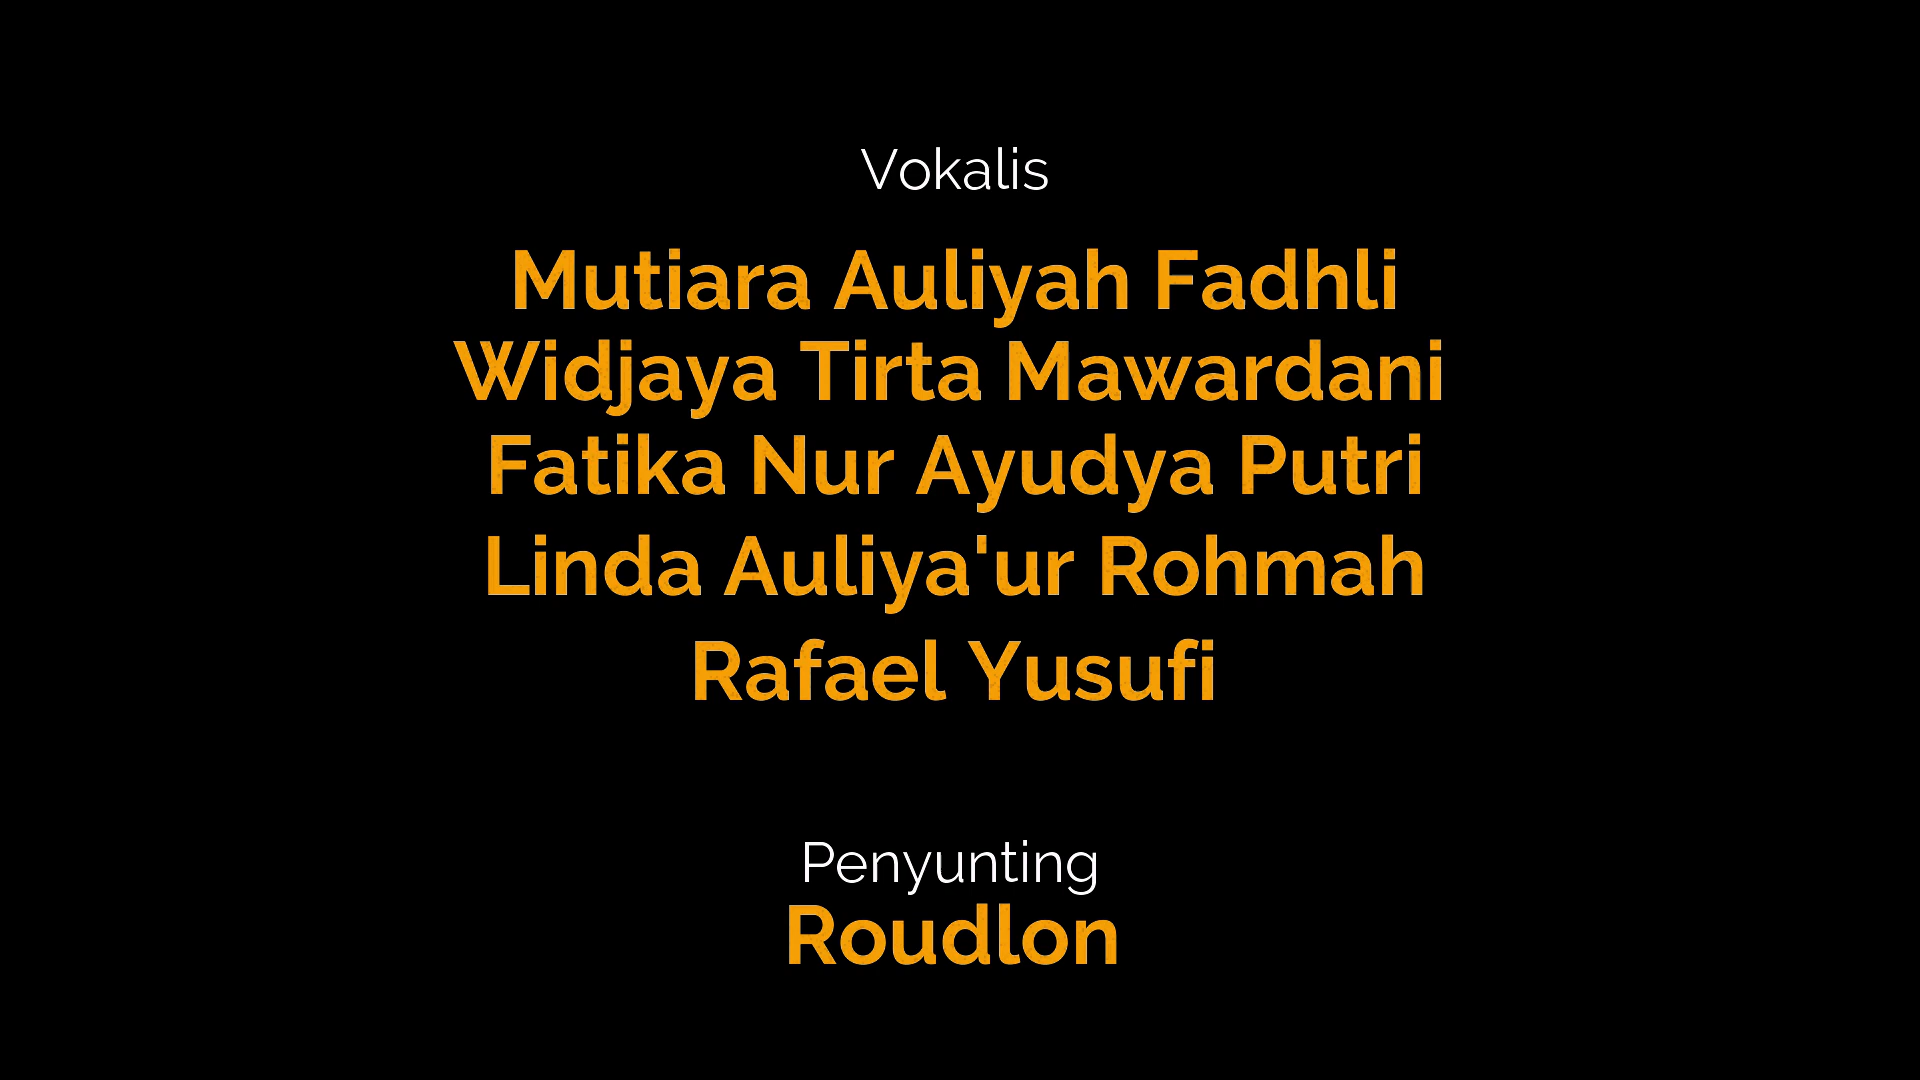 Vokalis
Mutiara Auliyah Fadhli
Widjaya Tirta Mawardani
Fatika Nur Ayudya Putri
Linda Auliya'ur Rohmah
Rafael Yusufi
Penyunting
Roudlon